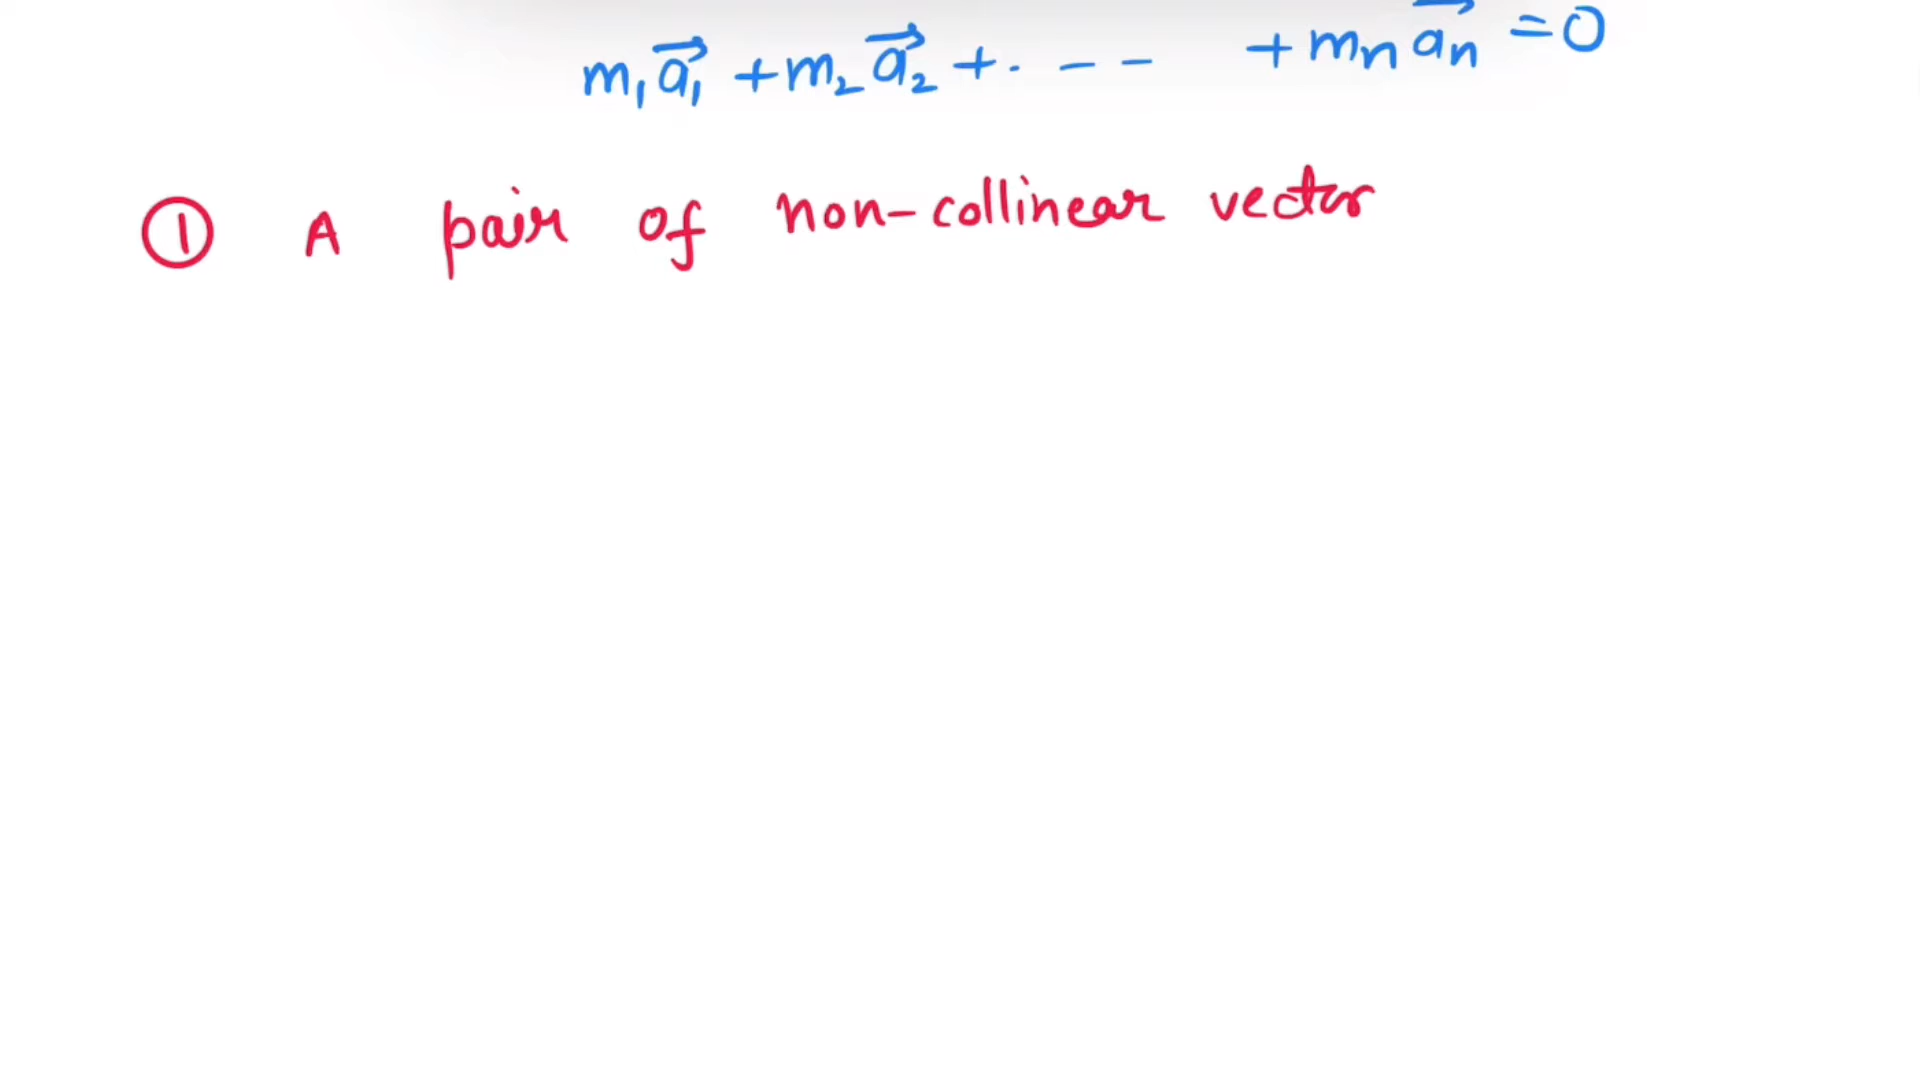 m₁a⃗₁ + m₂a⃗₂ + . - - + mₙa⃗ₙ = 0
① A pair of non-collinear vector